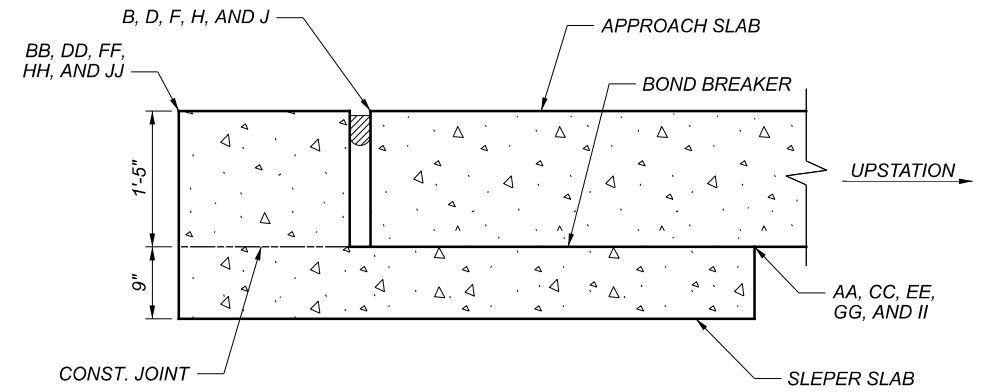 B, D, F, H, AND J
APPROACH SLAB
BB, DD, FF,
HH, AND JJ
BOND BREAKER
1'-5"
UPSTATION
9"
AA, CC, EE,
GG, AND II
CONST. JOINT
SLEPER SLAB